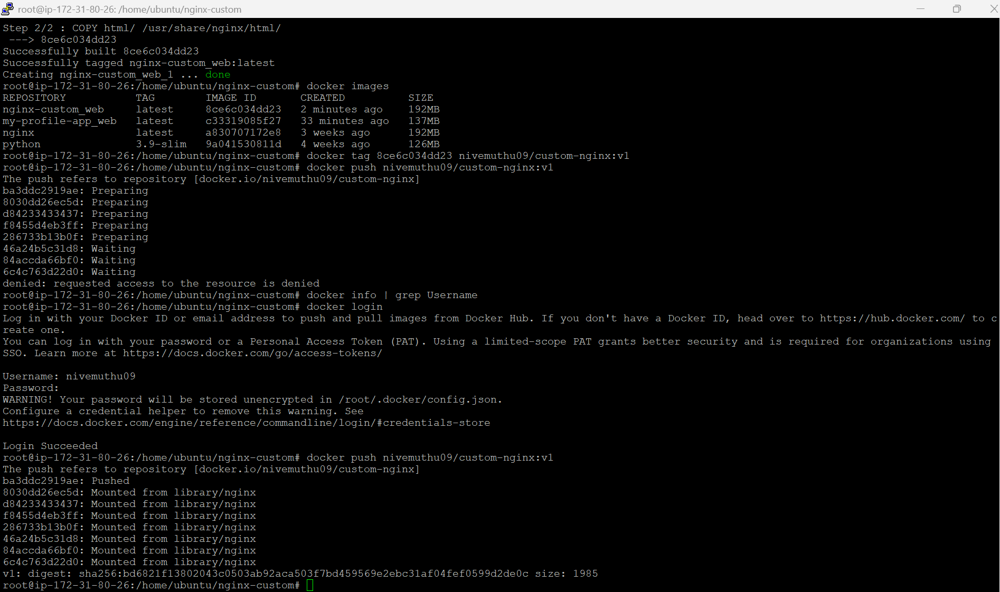 root@ip-172-31-80-26: /home/ubuntu/nginx-custom
Step 2/2 : COPY html/ /usr/share/nginx/html/
 ---> 8ce6c034dd23
Successfully built 8ce6c034dd23
Successfully tagged nginx-custom_web:latest
Creating nginx-custom_web_1 ... done
root@ip-172-31-80-26:/home/ubuntu/nginx-custom# docker images
REPOSITORY           TAG        IMAGE ID       CREATED          SIZE
nginx-custom_web     latest     8ce6c034dd23   2 minutes ago    192MB
my-profile-app_web   latest     c33319085f27   33 minutes ago   137MB
nginx                latest     a830707172e8   3 weeks ago      192MB
python               3.9-slim   9a041530811d   4 weeks ago      126MB
root@ip-172-31-80-26:/home/ubuntu/nginx-custom# docker tag 8ce6c034dd23 nivemuthu09/custom-nginx:v1
root@ip-172-31-80-26:/home/ubuntu/nginx-custom# docker push nivemuthu09/custom-nginx:v1
The push refers to repository [docker.io/nivemuthu09/custom-nginx]
ba3ddc2919ae: Preparing
8030dd26ec5d: Preparing
d84233433437: Preparing
f8455d4eb3ff: Preparing
286733b13b0f: Preparing
46a24b5c31d8: Waiting
84accda66bf0: Waiting
6c4c763d22d0: Waiting
denied: requested access to the resource is denied
root@ip-172-31-80-26:/home/ubuntu/nginx-custom# docker info | grep Username
root@ip-172-31-80-26:/home/ubuntu/nginx-custom# docker login
Log in with your Docker ID or email address to push and pull images from Docker Hub. If you don't have a Docker ID, head over to https://hub.docker.com/ to c
reate one.
You can log in with your password or a Personal Access Token (PAT). Using a limited-scope PAT grants better security and is required for organizations using
SSO. Learn more at https://docs.docker.com/go/access-tokens/
Username: nivemuthu09
Password:
WARNING! Your password will be stored unencrypted in /root/.docker/config.json.
Configure a credential helper to remove this warning. See
https://docs.docker.com/engine/reference/commandline/login/#credentials-store
Login Succeeded
root@ip-172-31-80-26:/home/ubuntu/nginx-custom# docker push nivemuthu09/custom-nginx:v1
The push refers to repository [docker.io/nivemuthu09/custom-nginx]
ba3ddc2919ae: Pushed
8030dd26ec5d: Mounted from library/nginx
d84233433437: Mounted from library/nginx
f8455d4eb3ff: Mounted from library/nginx
286733b13b0f: Mounted from library/nginx
46a24b5c31d8: Mounted from library/nginx
84accda66bf0: Mounted from library/nginx
6c4c763d22d0: Mounted from library/nginx
v1: digest: sha256:bd6821f13802043c0503ab92aca503f7bd459569e2ebc31af04fef0599d2de0c size: 1985
root@ip-172-31-80-26:/home/ubuntu/nginx-custom#